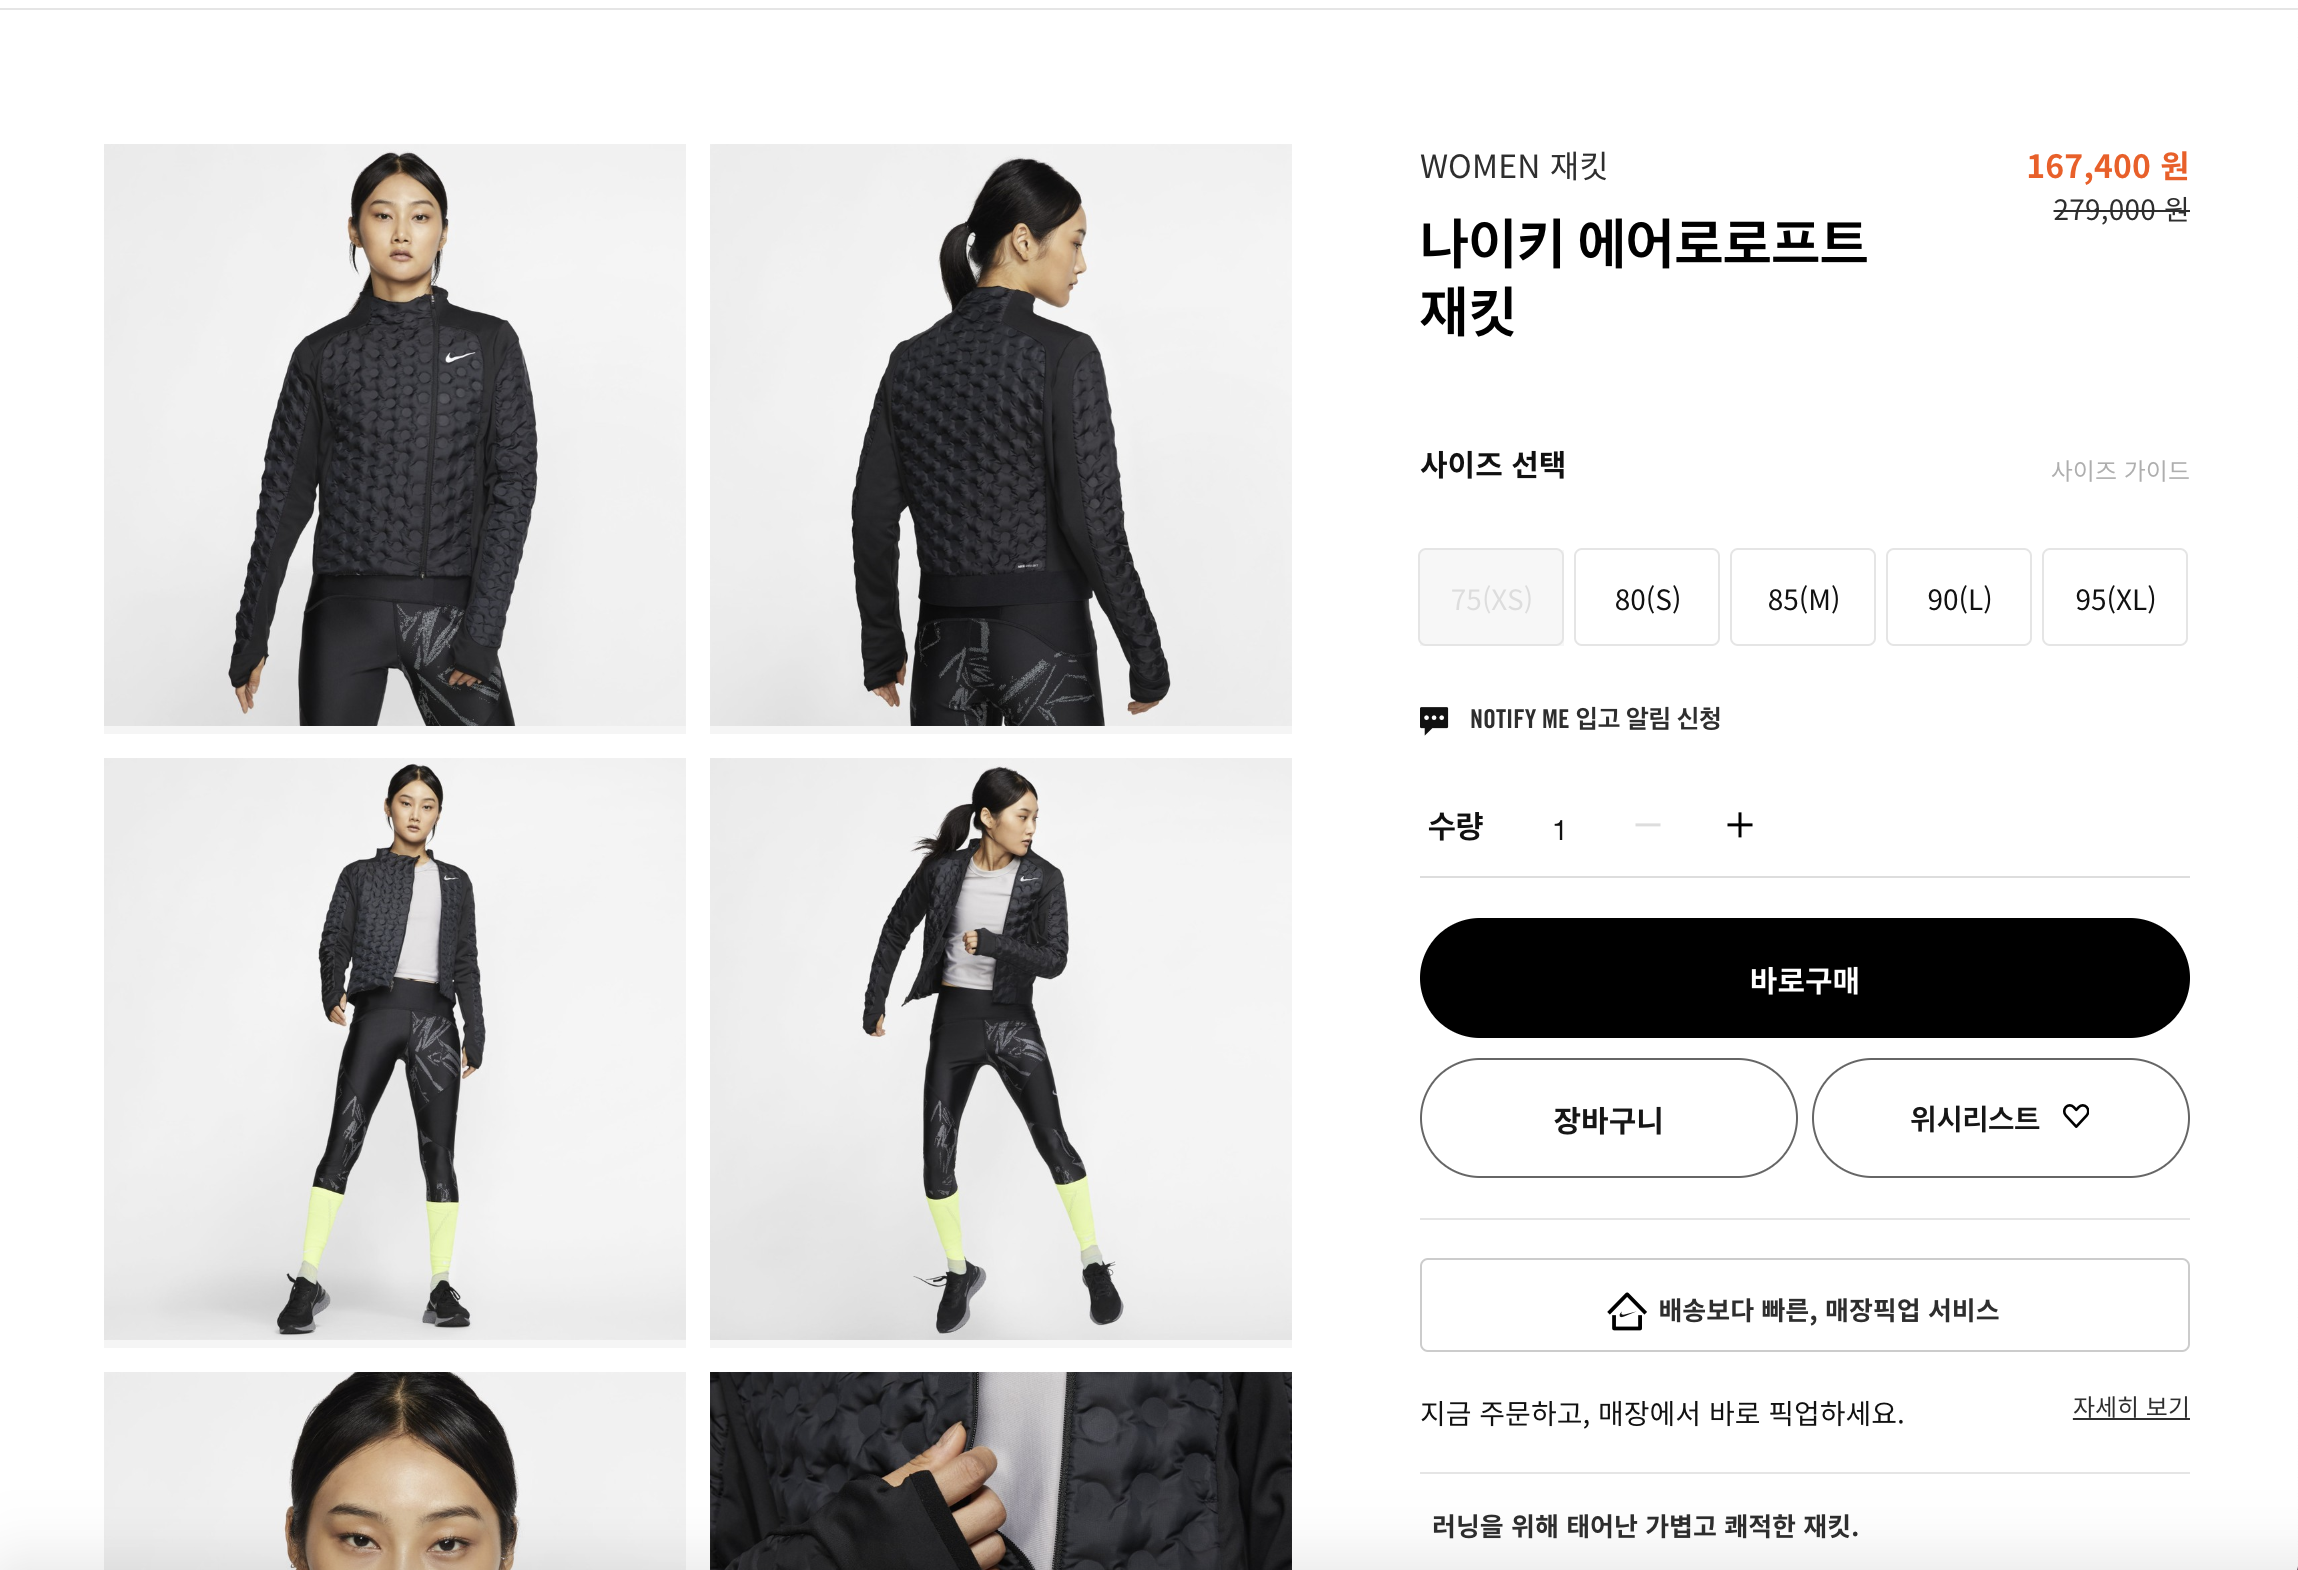 WOMEN 재킷
167,400 원
279,000 원
나이키 에어로로프트
재킷
사이즈 선택
사이즈 가이드
75(XS)
80(S)
85(M)
90(L)
95(XL)
NOTIFY ME 입고 알림 신청
수량
1
바로구매
장바구니
위시리스트
배송보다 빠른, 매장픽업 서비스
지금 주문하고, 매장에서 바로 픽업하세요.
자세히 보기
러닝을 위해 태어난 가볍고 쾌적한 재킷.